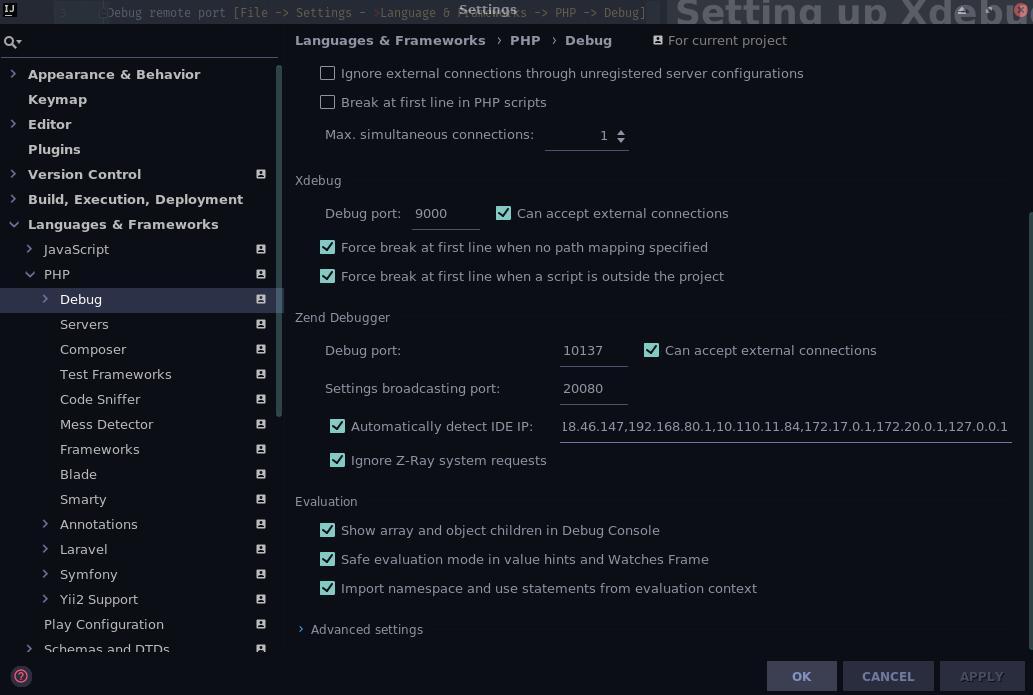 IJ
3 Debug remote port [File -> Settings - >Language & Frameworks -> PHP -> Debug]
Settings
Setting up Xdebug
Languages & Frameworks › PHP › Debug For current project
Appearance & Behavior
Keymap
Editor
Plugins
Version Control
Build, Execution, Deployment
Languages & Frameworks
JavaScript
PHP
Debug
Servers
Composer
Test Frameworks
Code Sniffer
Mess Detector
Frameworks
Blade
Smarty
Annotations
Laravel
Symfony
Yii2 Support
Play Configuration
Schemas and DTDs
Ignore external connections through unregistered server configurations
Break at first line in PHP scripts
Max. simultaneous connections: 1
Xdebug
Debug port: 9000 Can accept external connections
Force break at first line when no path mapping specified
Force break at first line when a script is outside the project
Zend Debugger
Debug port: 10137 Can accept external connections
Settings broadcasting port: 20080
Automatically detect IDE IP: 18.46.147,192.168.80.1,10.110.11.84,172.17.0.1,172.20.0.1,127.0.0.1
Ignore Z-Ray system requests
Evaluation
Show array and object children in Debug Console
Safe evaluation mode in value hints and Watches Frame
Import namespace and use statements from evaluation context
Advanced settings
?
OK CANCEL APPLY